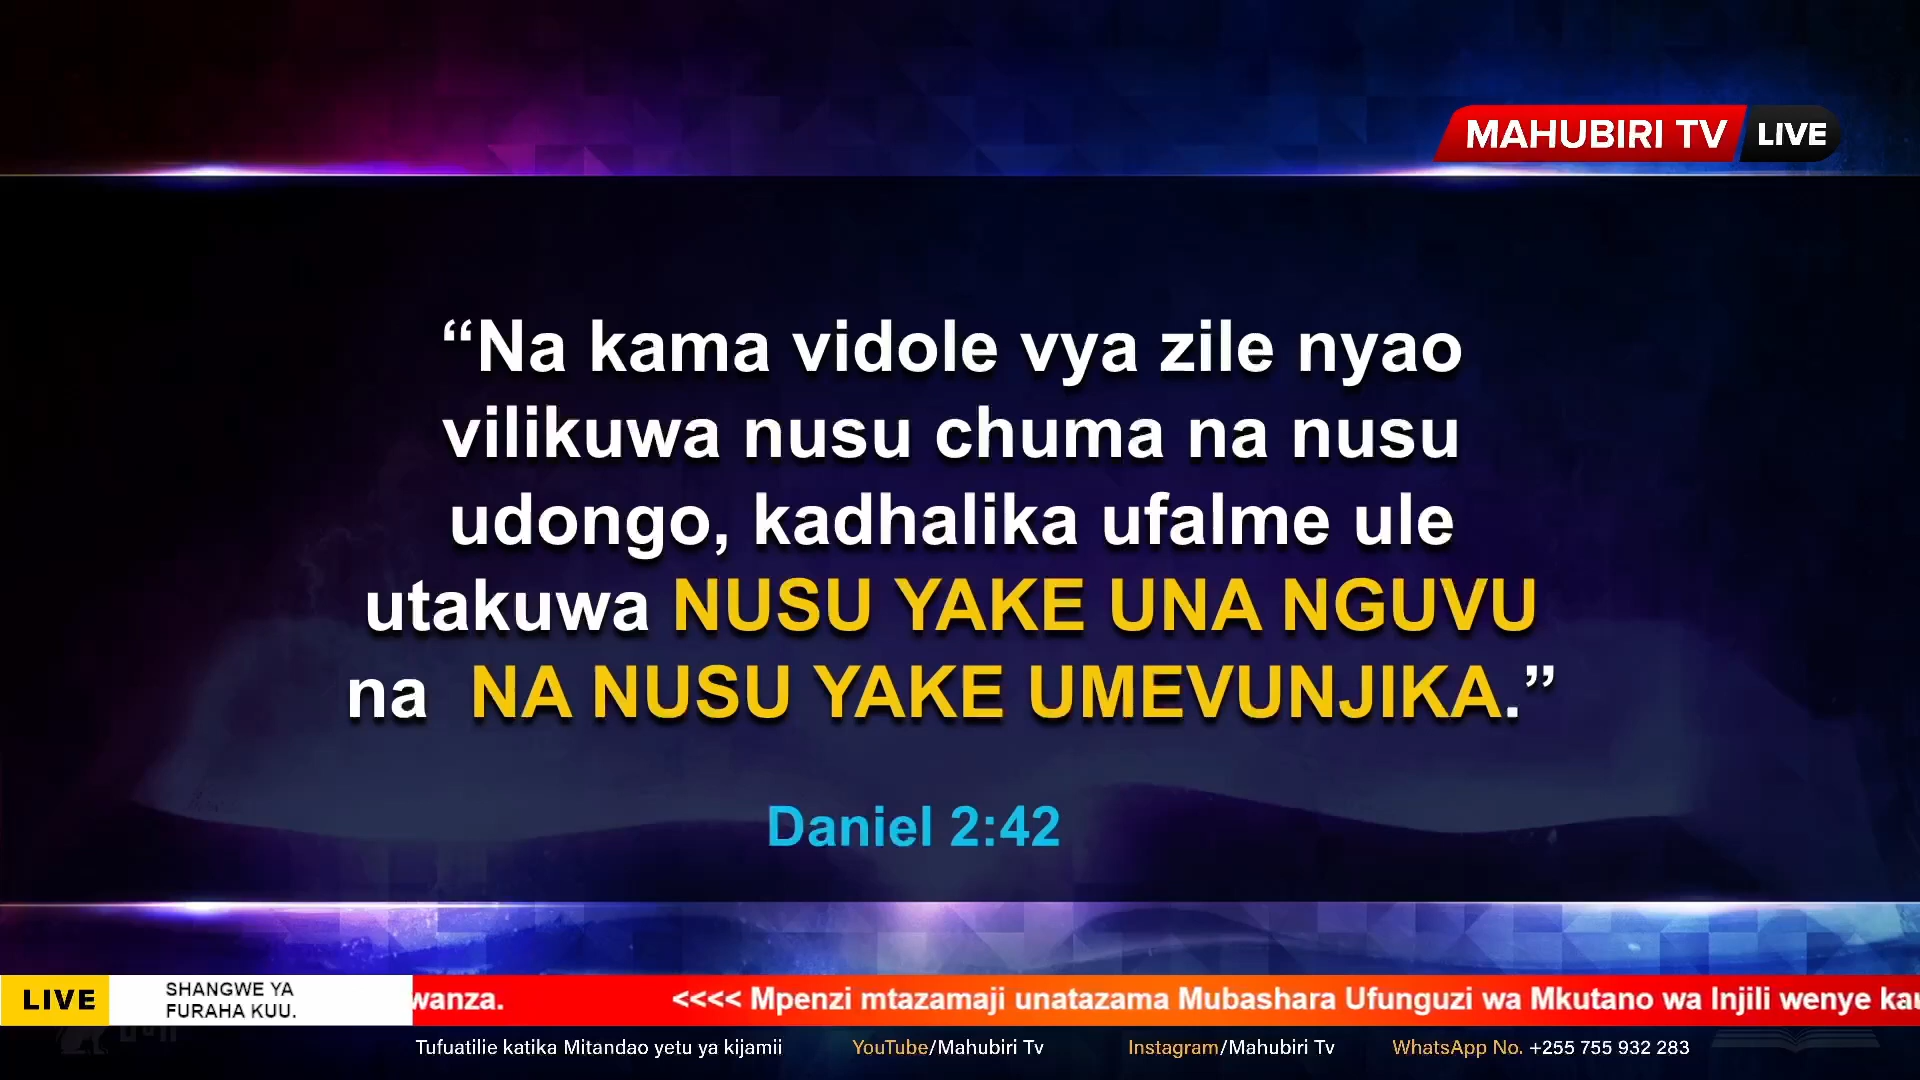 MAHUBIRI TV LIVE
“Na kama vidole vya zile nyao
vilikuwa nusu chuma na nusu
udongo, kadhalika ufalme ule
utakuwa NUSU YAKE UNA NGUVU
na NA NUSU YAKE UMEVUNJIKA.”
Daniel 2:42
LIVE
SHANGWE YA
FURAHA KUU.
wanza. <<<< Mpenzi mtazamaji unatazama Mubashara Ufunguzi wa Mkutano wa Injili wenye
Tufuatilie katika Mitandao yetu ya kijamii YouTube/Mahubiri Tv Instagram/Mahubiri Tv WhatsApp No. +255 755 932 283